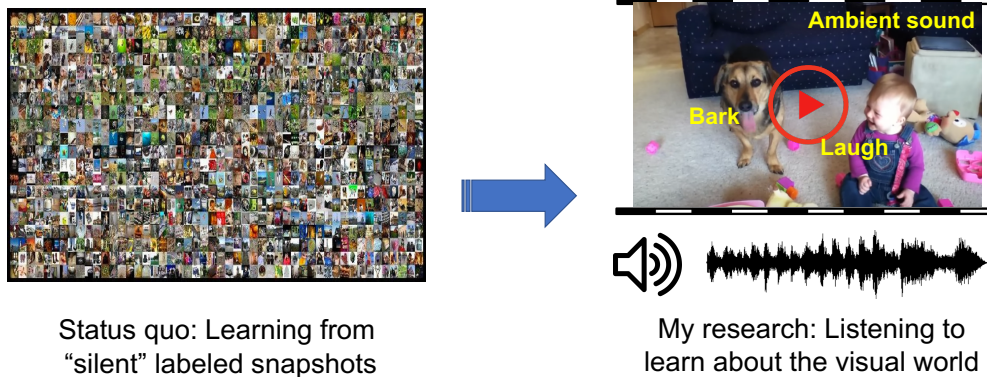 Ambient sound
Bark
Laugh
Status quo: Learning from
“silent” labeled snapshots
My research: Listening to
learn about the visual world